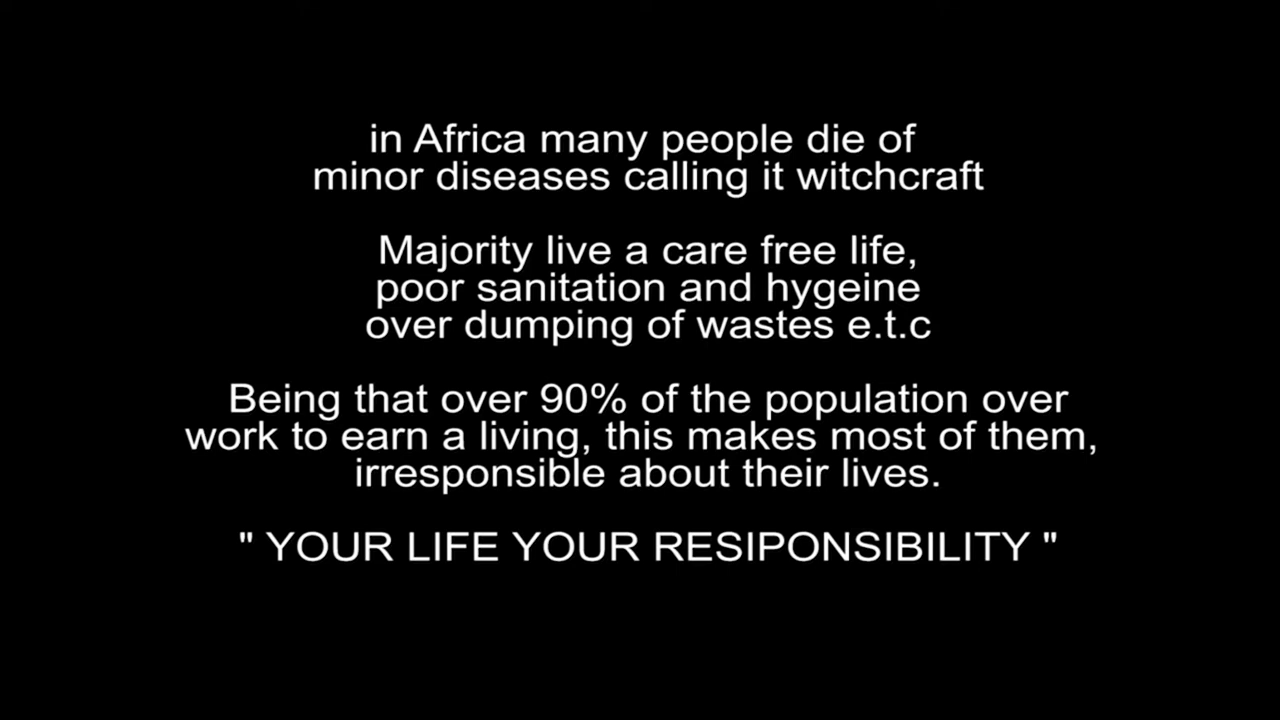 in Africa many people die of
minor diseases calling it witchcraft
Majority live a care free life,
poor sanitation and hygeine
over dumping of wastes e.t.c
Being that over 90% of the population over
work to earn a living, this makes most of them,
irresponsible about their lives.
" YOUR LIFE YOUR RESIPONSIBILITY "